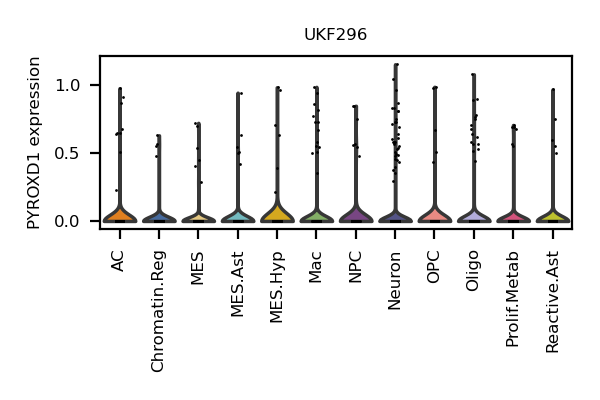 UKF296
PYROXD1 expression
1.0
0.5
0.0
AC
Chromatin.Reg
MES
MES.Ast
MES.Hyp
Mac
NPC
Neuron
OPC
Oligo
Prolif.Metab
Reactive.Ast